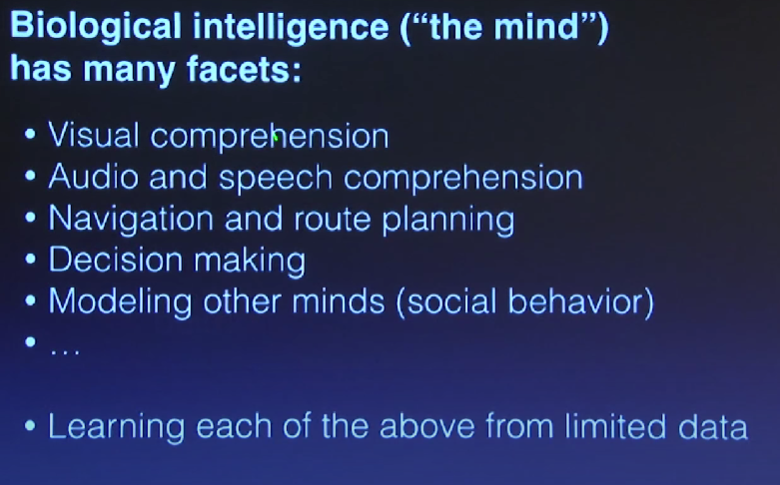 Biological intelligence (“the mind”)
has many facets:
• Visual comprehension
• Audio and speech comprehension
• Navigation and route planning
• Decision making
• Modeling other minds (social behavior)
• ...
• Learning each of the above from limited data